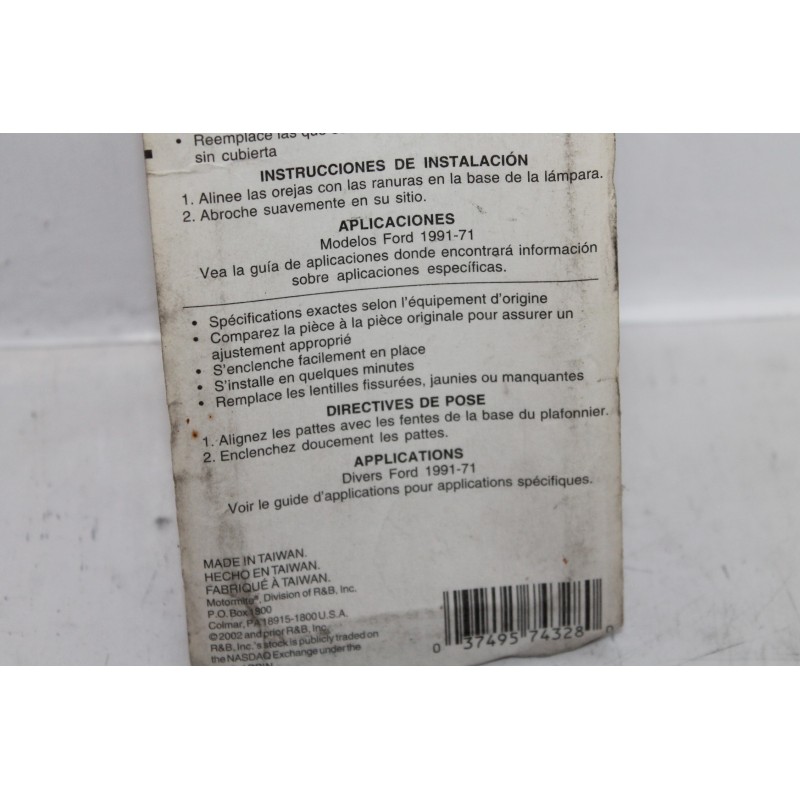 • Reemplace las que
sin cubierta
INSTRUCCIONES DE INSTALACIÓN
1. Alinee las orejas con las ranuras en la base de la lámpara.
2. Abroche suavemente en su sitio.
APLICACIONES
Modelos Ford 1991-71
Vea la guía de aplicaciones donde encontrará información
sobre aplicaciones específicas.
• Spécifications exactes selon l'équipement d'origine
• Comparez la pièce à la pièce originale pour assurer un
ajustement approprié
• S'enclenche facilement en place
• S'installe en quelques minutes
• Remplace les lentilles fissurées, jaunies ou manquantes
DIRECTIVES DE POSE
1. Alignez les pattes avec les fentes de la base du plafonnier.
2. Enclenchez doucement les pattes.
APPLICATIONS
Divers Ford 1991-71
Voir le guide d'applications pour applications spécifiques.
MADE IN TAIWAN.
HECHO EN TAIWAN.
FABRIQUÉ À TAIWAN.
Motormite®, Division of R&B, Inc.
P.O. Box 1800
Colmar, PA 18915-1800 U.S.A.
©2002 and prior R&B, Inc.
R&B, Inc.'s stock is publicly traded on
the NASDAQ Exchange under the
0 37495 74328 0